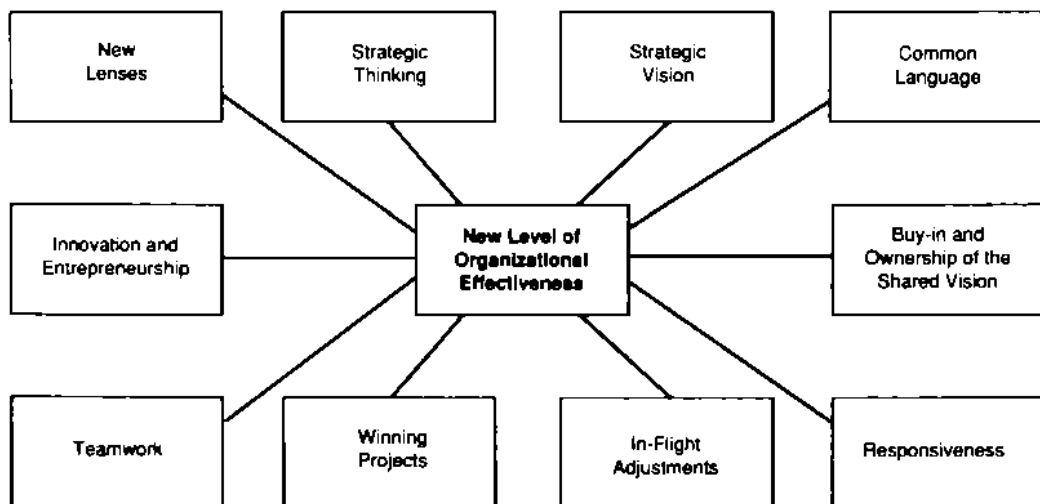 New
Lenses
Strategic
Thinking
Strategic
Vision
Common
Language
Innovation and
Entrepreneurship
New Level of
Organizational
Effectiveness
Buy-in and
Ownership of the
Shared Vision
Teamwork
Winning
Projects
In-Flight
Adjustments
Responsiveness